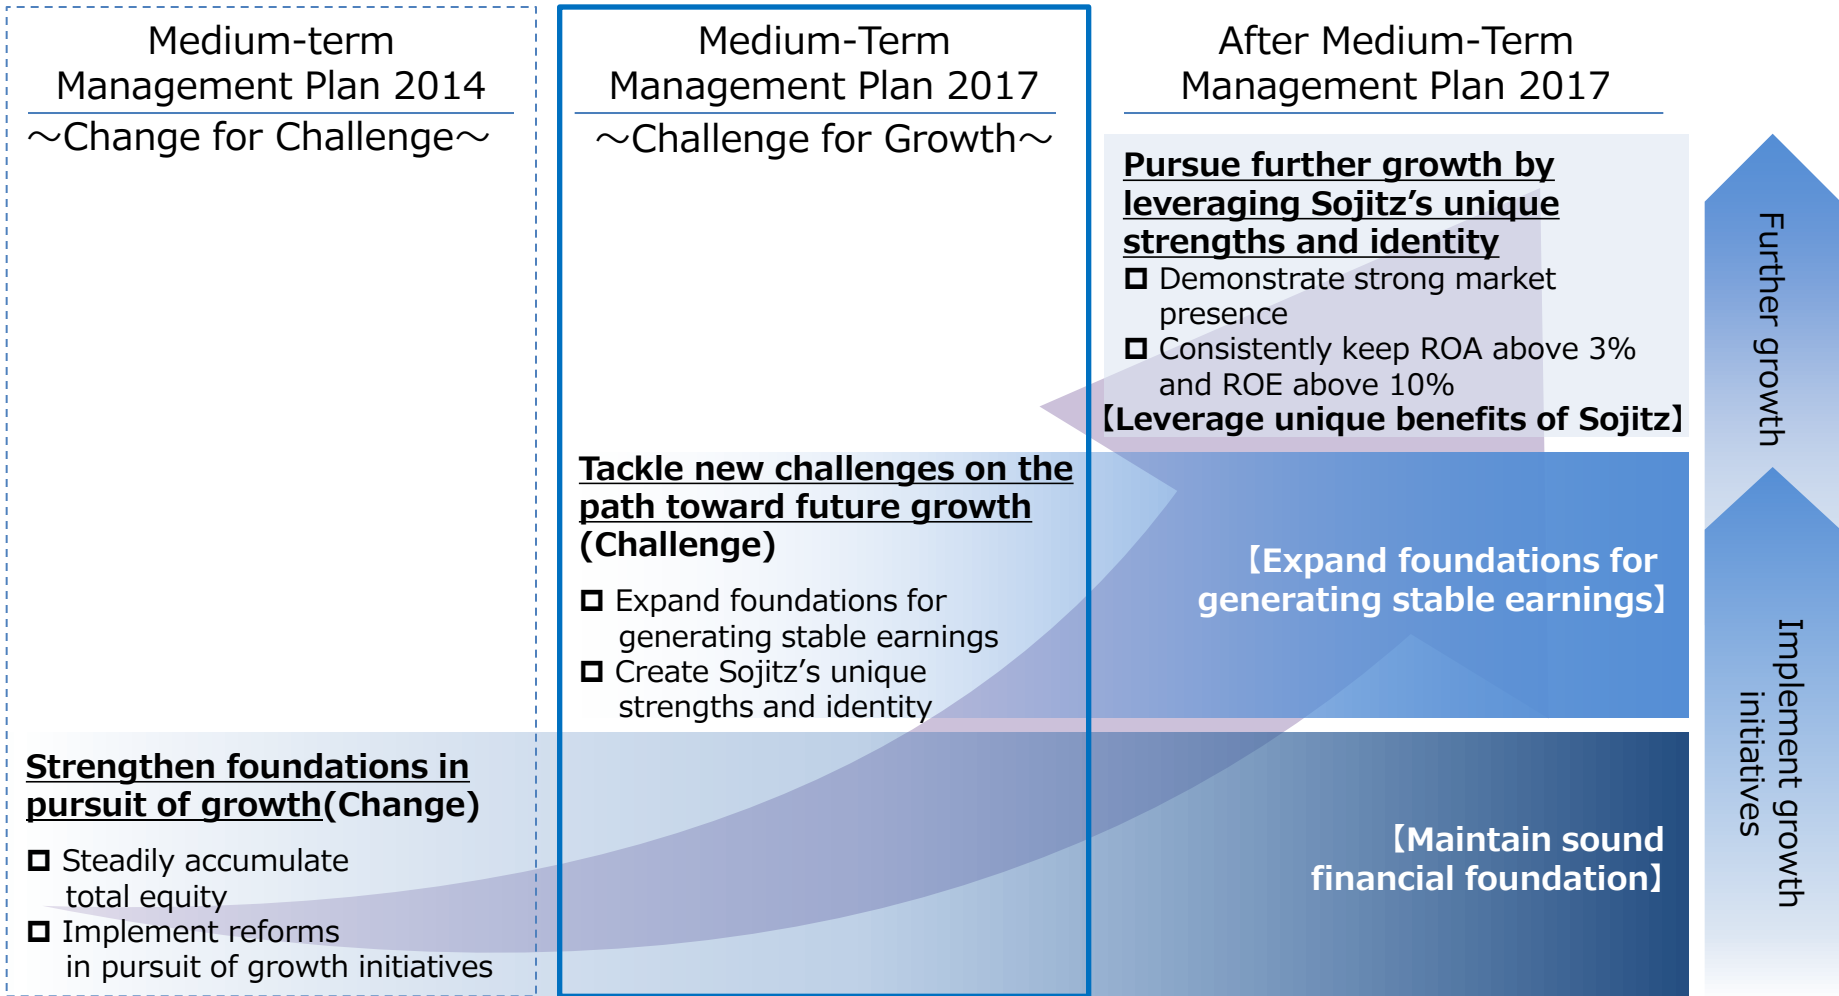 Medium-term
Management Plan 2014
～Change for Challenge～
Medium-Term
Management Plan 2017
～Challenge for Growth～
After Medium-Term
Management Plan 2017
Pursue further growth by
leveraging Sojitz’s unique
strengths and identity
Demonstrate strong market
presence
Consistently keep ROA above 3%
and ROE above 10%
【Leverage unique benefits of Sojitz】
Tackle new challenges on the
path toward future growth
(Challenge)
Expand foundations for
generating stable earnings
Create Sojitz’s unique
strengths and identity
【Expand foundations for
generating stable earnings】
Strengthen foundations in
pursuit of growth(Change)
Steadily accumulate
total equity
Implement reforms
in pursuit of growth initiatives
【Maintain sound
financial foundation】
Further growth
Implement growth
initiatives